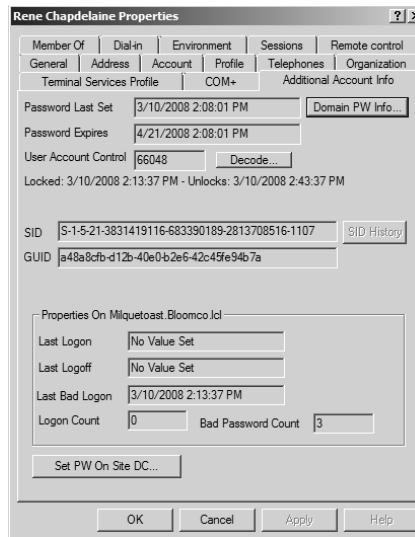 Rene Chapdelaine Properties ? X
Member Of Dial-in Environment Sessions Remote control
General Address Account Profile Telephones Organization
Terminal Services Profile COM+ Additional Account Info
Password Last Set 3/10/2008 2:08:01 PM Domain PW Info...
Password Expires 4/21/2008 2:08:01 PM
User Account Control 66048 Decode...
Locked: 3/10/2008 2:13:37 PM - Unlocks: 2:43:37 PM
SID S-1-5-21-3831419116-683390189-2813708516-1107 SID History
GUID a48a8cfb-d12b-40e0-b2e6-42c45fe94b7a
Properties On Milquetoast.Bloomco.lcl
Last Logon No Value Set
Last Logoff No Value Set
Last Bad Logon 3/10/2008 2:13:37 PM
Logon Count 0 Bad Password Count 3
Set PW On Site DC...
OK Cancel Apply Help